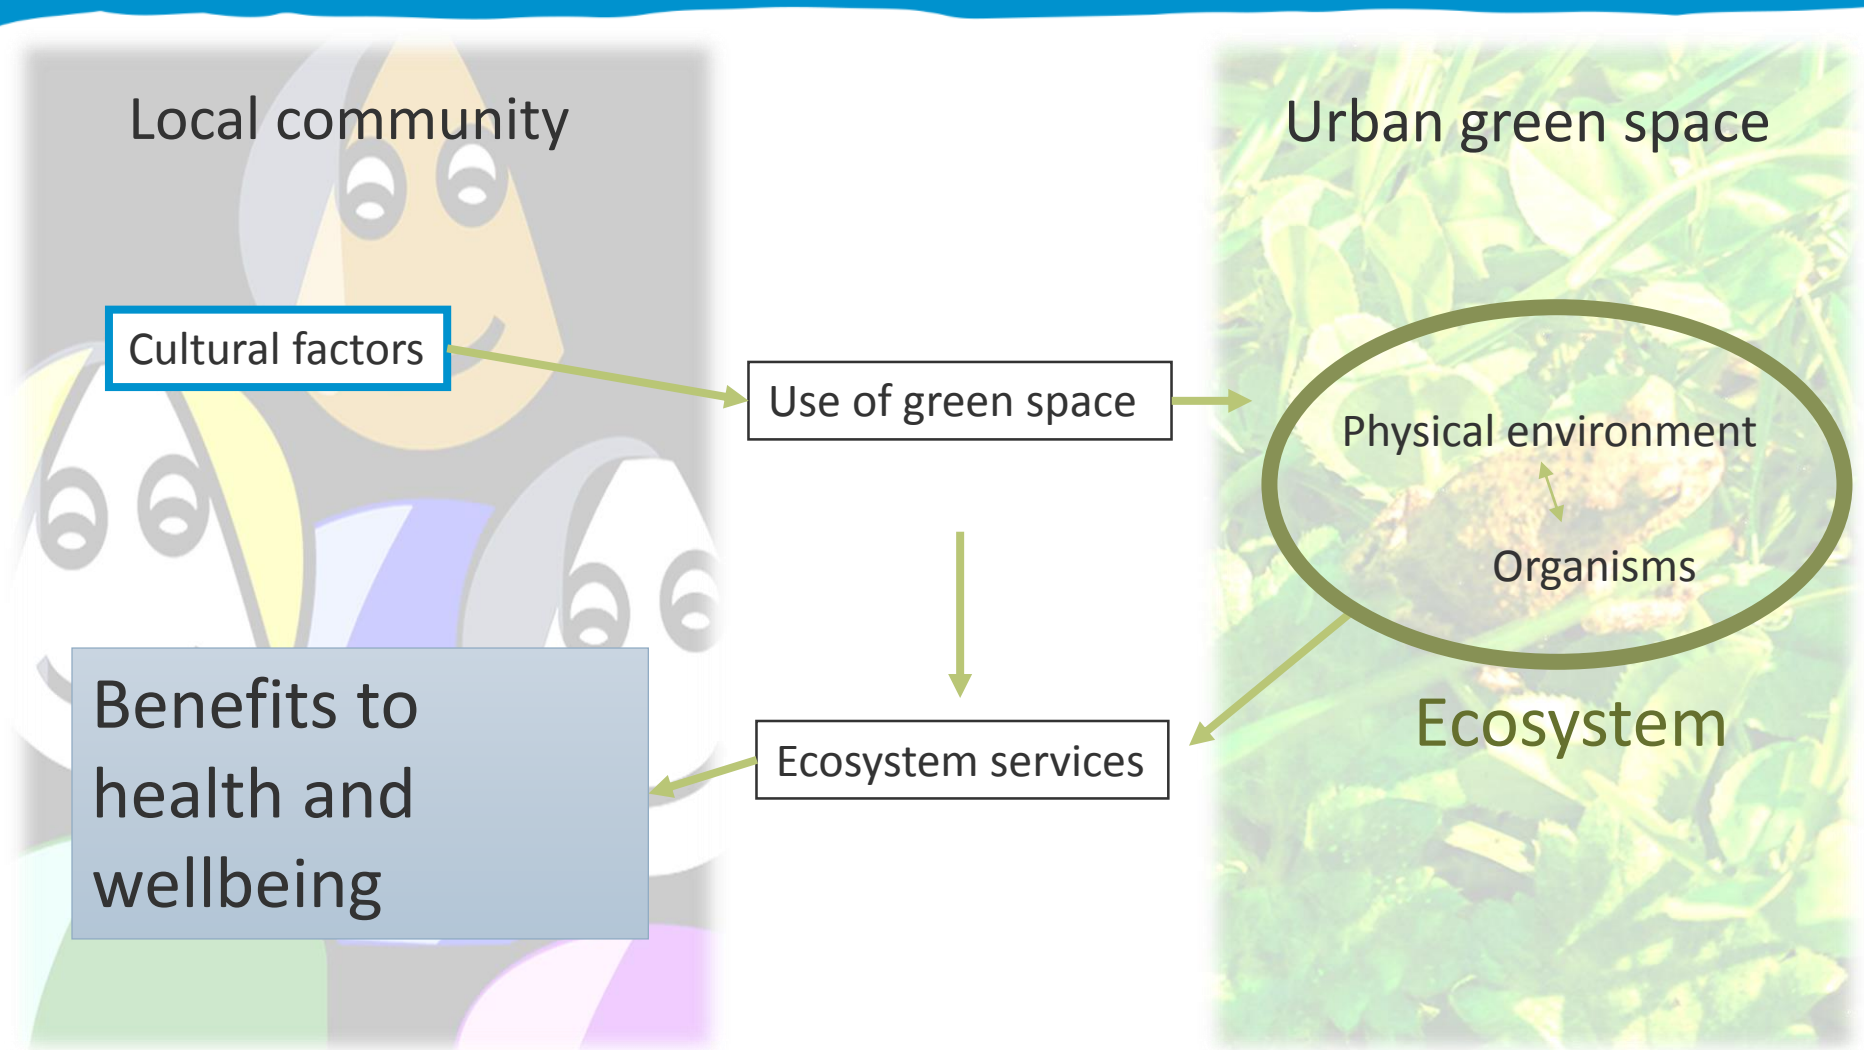 Local community
Urban green space
Cultural factors
Use of green space
Physical environment
Organisms
Benefits to
health and
wellbeing
Ecosystem services
Ecosystem